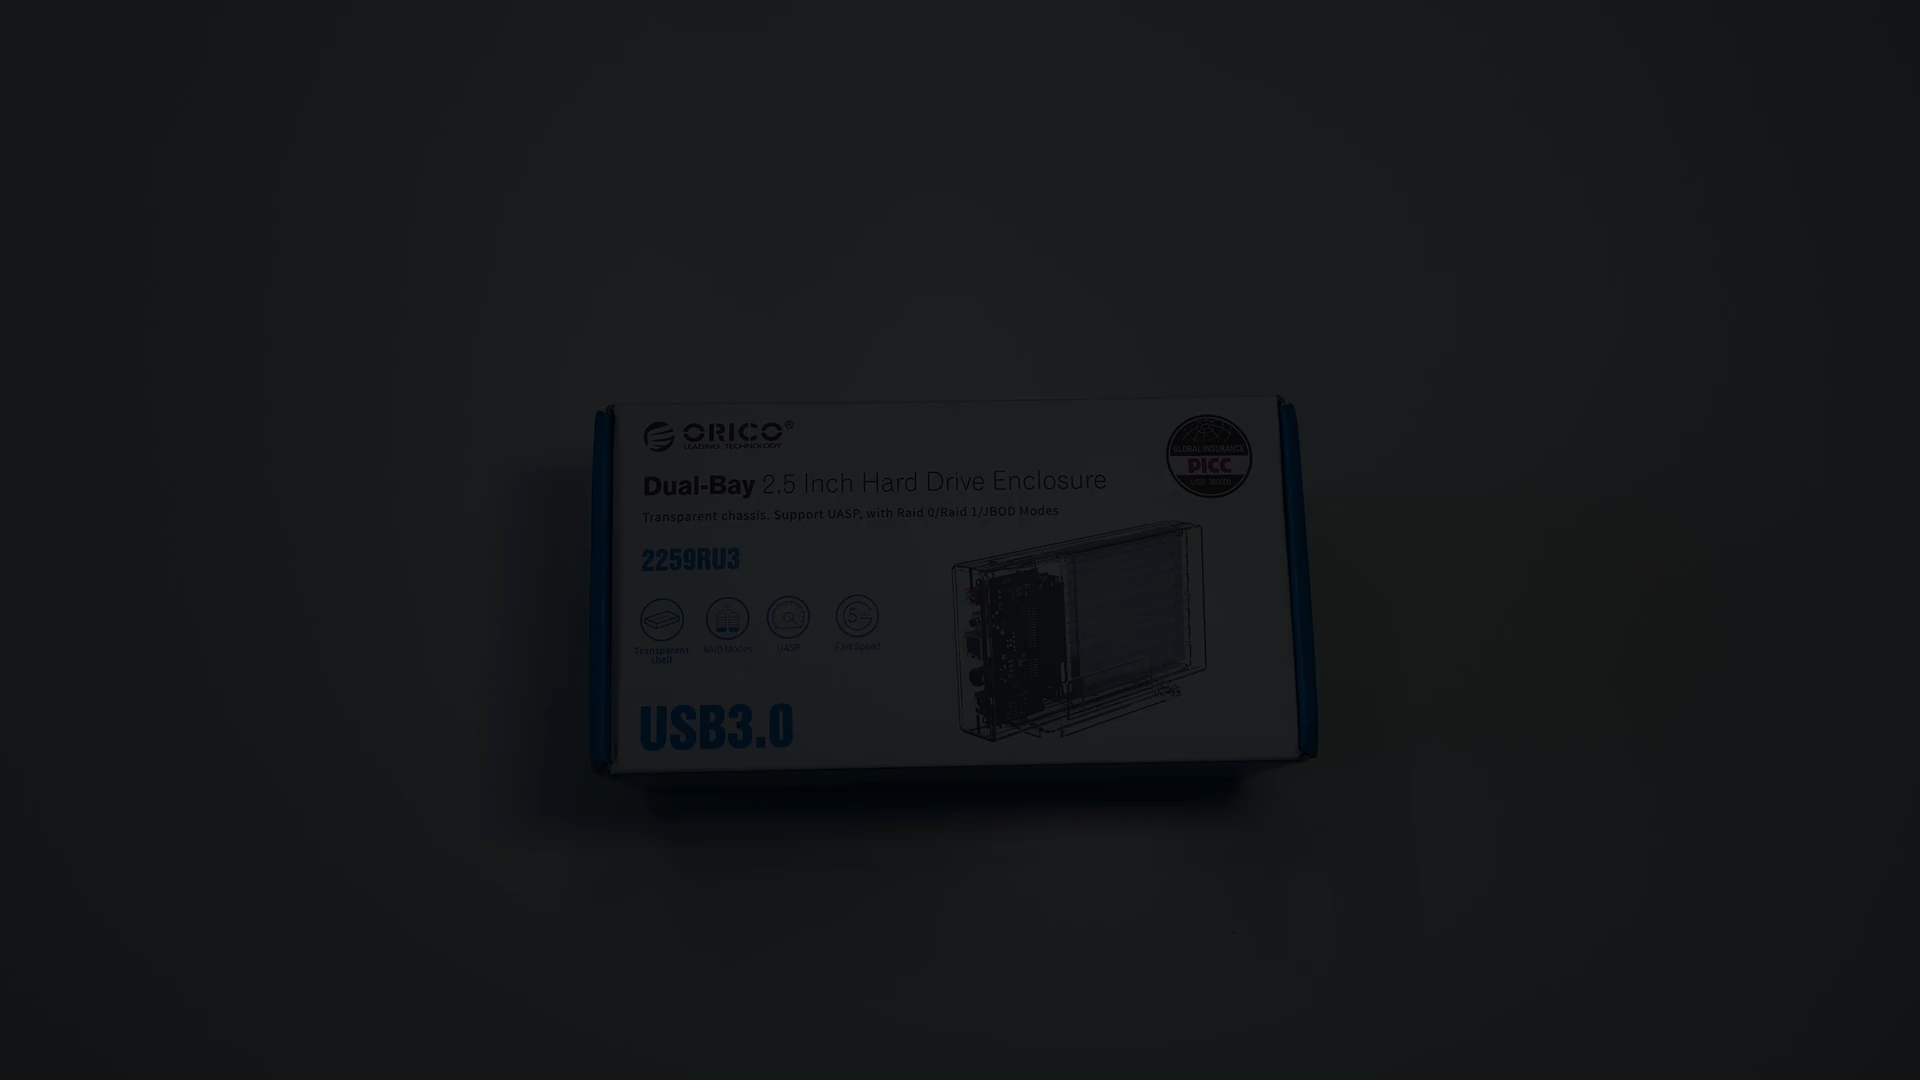 ORICO®
LEADING TECHNOLOGY
Dual-Bay 2.5 Inch Hard Drive Enclosure
Transparent chassis. Support UASP, with Raid 0/Raid 1/JBOD Modes
2259RU3
Transparent
shell
RAID Modes
UASP
5G
Fast Speed
USB3.0
GLOBAL INSURANCE
PICC